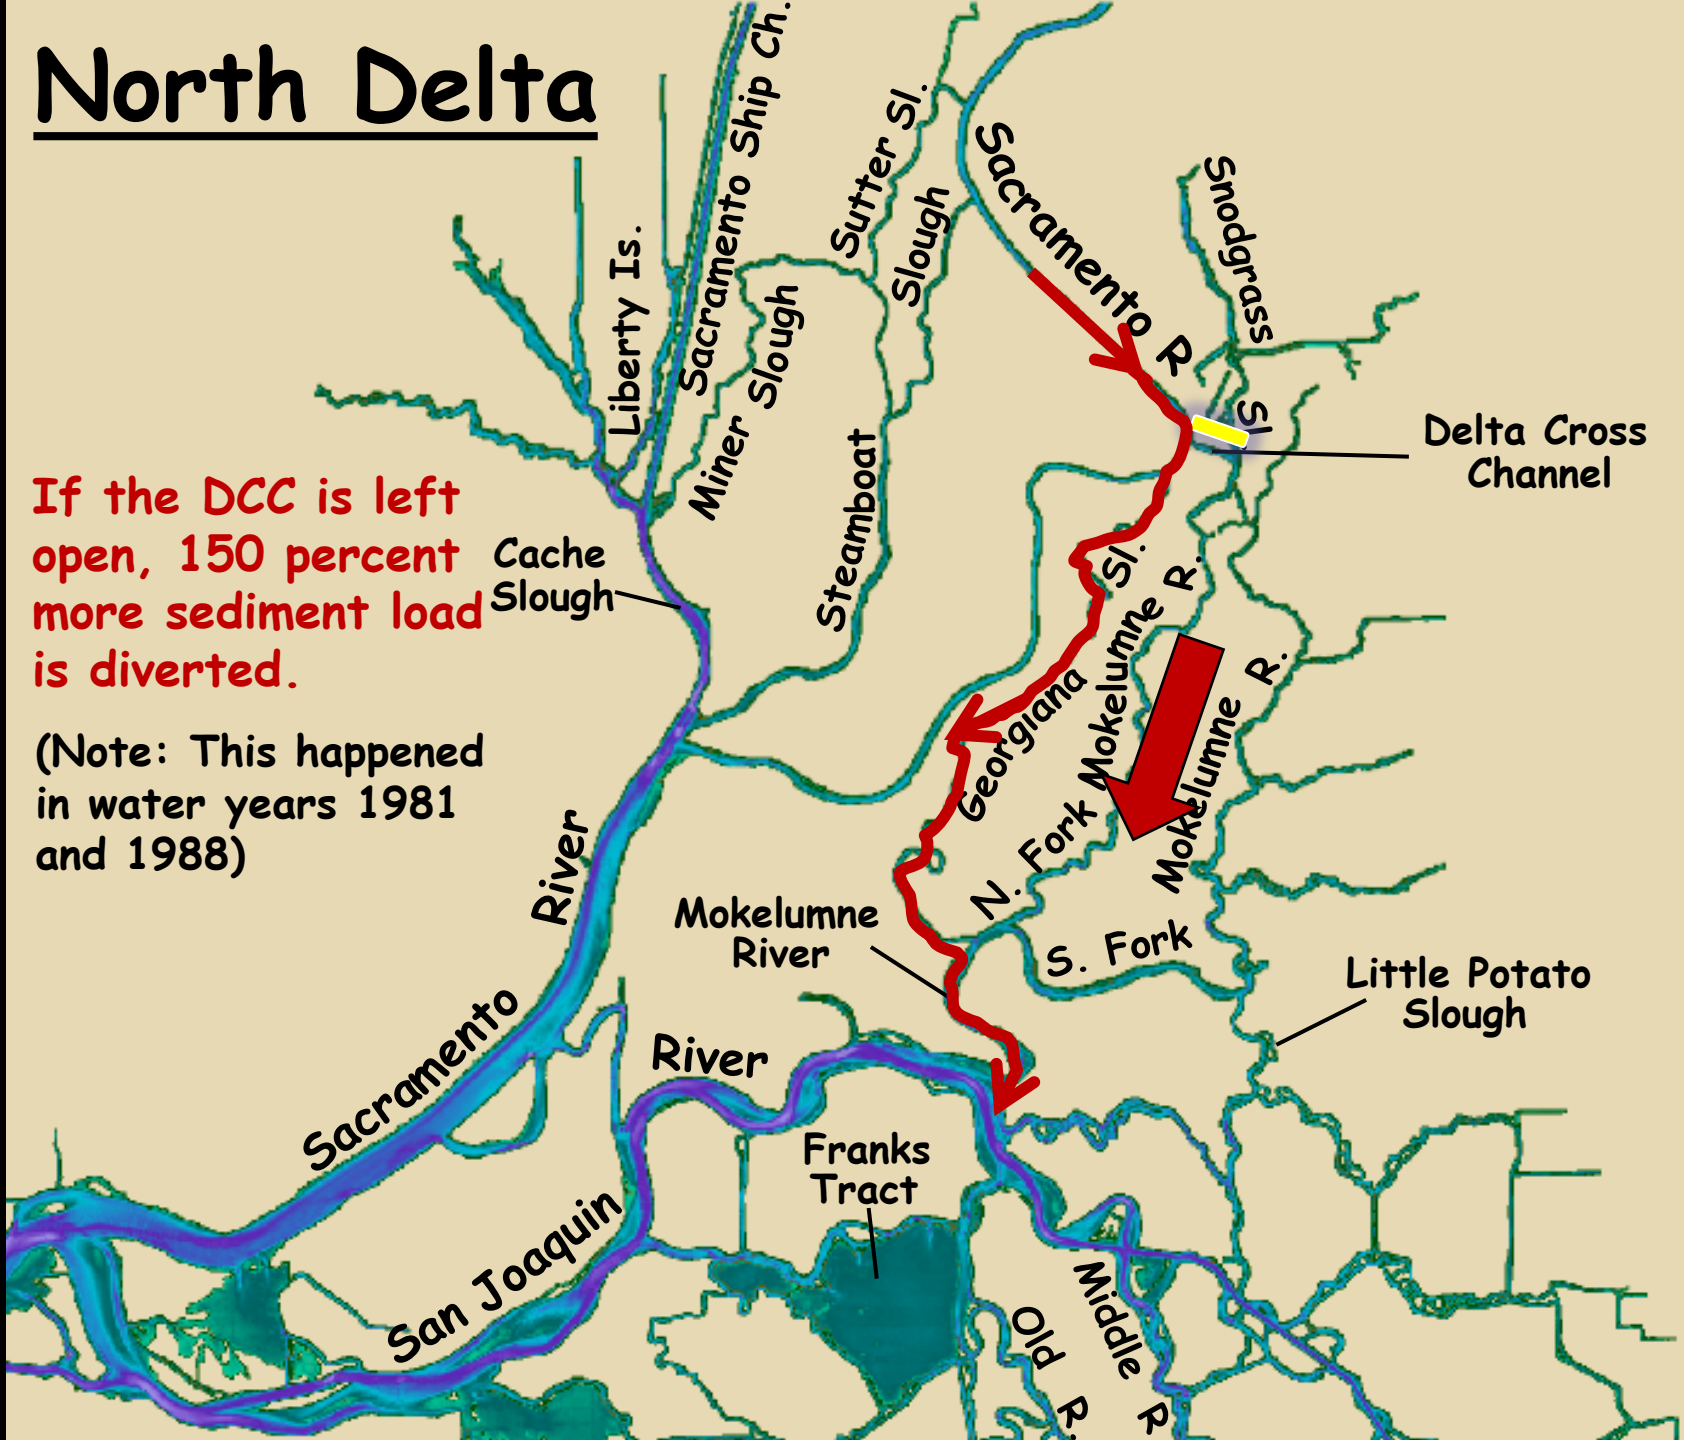 North Delta
Sacramento Ship Ch.
Liberty Is.
Sutter Sl.
Slough
Sacramento R
Snodgrass
Sl
Miner Slough
Steamboat
Delta Cross
Channel
If the DCC is left
open, 150 percent
more sediment load
is diverted.
Cache
Slough
(Note: This happened
in water years 1981
and 1988)
Georgiana
Sl.
N. Fork Mokelumne R.
Mokelumne R.
S. Fork
Mokelumne
River
Little Potato
Slough
Sacramento
River
San Joaquin
River
Franks
Tract
Old
R.
Middle
R